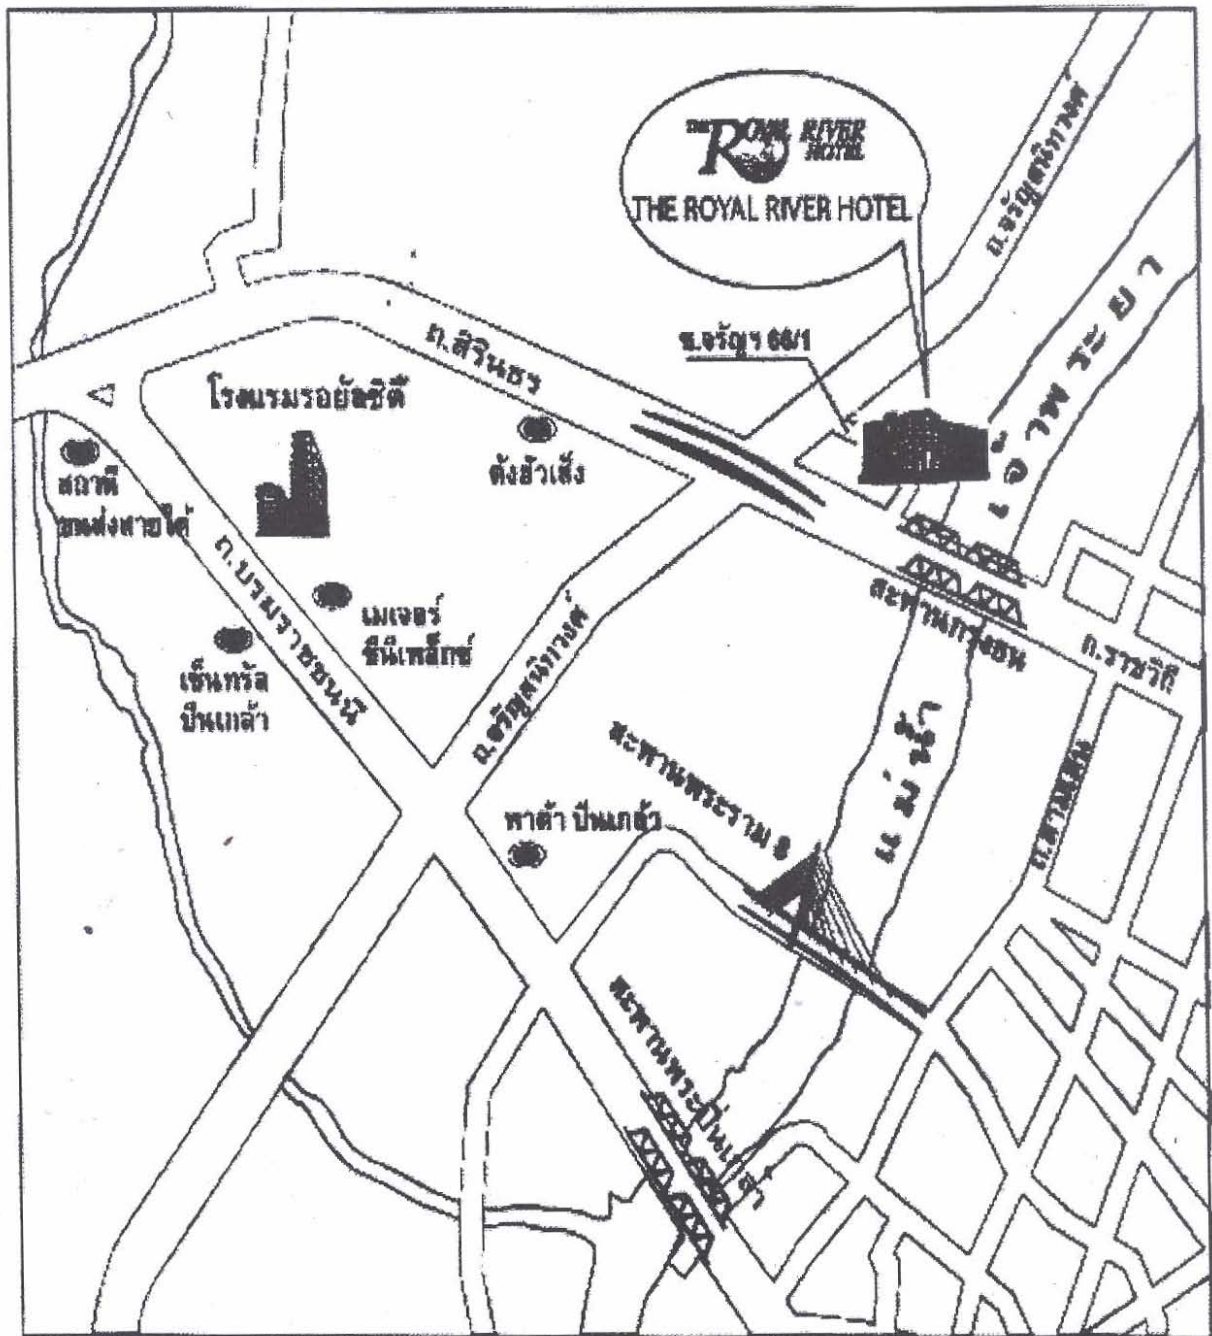 THE ROYAL RIVER
HOTEL
THE ROYAL RIVER HOTEL
ถ.จรัญสนิทวงศ์
ซ.จรัญฯ 66/1
ถ.สิรินธร
โรงแรมรอยัลซิตี้
ตั้งฮั่วเส็ง
สถานี
ขนส่งสายใต้
ถ.บรมราชชนนี
เมเจอร์
ซีนีเพล็กซ์
เซ็นทรัล
ปิ่นเกล้า
ถ.จรัญสนิทวงศ์
สะพานกรุงธน
ถ.ราชวิถี
แม่น้ำ
เจ้าพระยา
ถ.สามเสน
สะพานพระราม 8
พาต้า ปิ่นเกล้า
สะพานพระปิ่นเกล้า